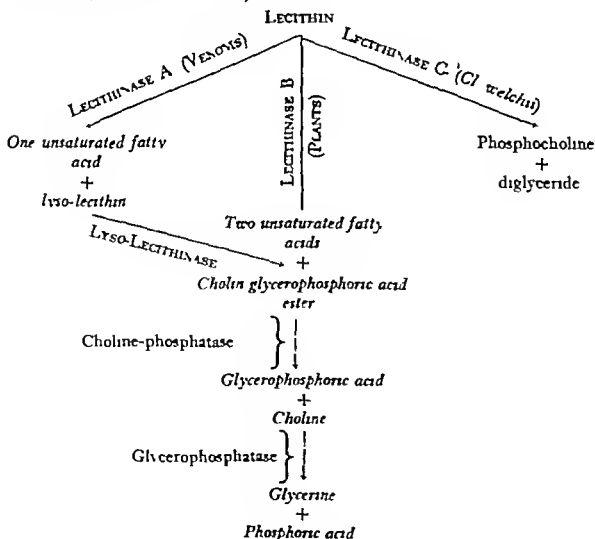 LECITHIN
LECITHINASE A (VENOMS)
LECITHINASE B
(PLANTS)
LECITHINASE C (Cl welchii)
One unsaturated fatty
acid
+
lyso-lecithin
Phosphocholine
+
diglyceride
LYSO-LECITHINASE
Two unsaturated fatty
acids
+
Cholin glycerophosphoric acid
ester
Choline-phosphatase
Glycerophosphoric acid
+
Choline
Glycerophosphatase
Glycerine
+
Phosphoric acid